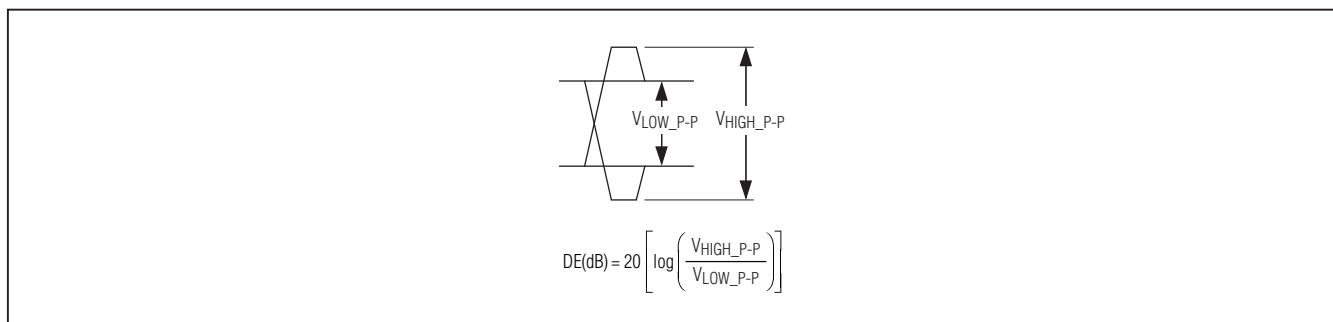 VLOW_P-P VHIGH_P-P
DE(dB) = 20 [log (VHIGH_P-P / VLOW_P-P)]